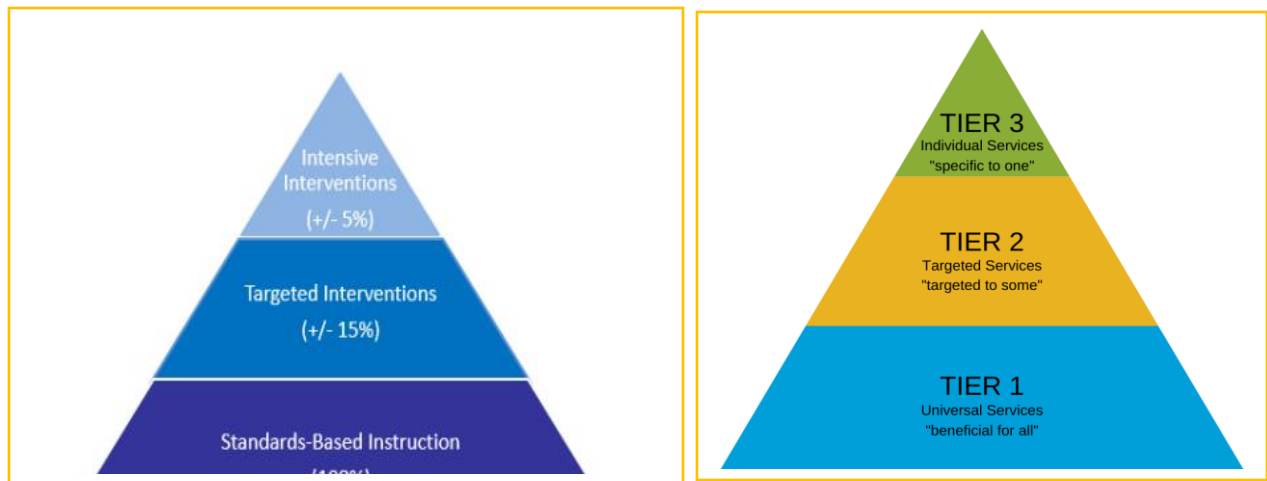 Intensive
Interventions
(+/- 5%)
Targeted Interventions
(+/- 15%)
Standards-Based Instruction
TIER 3
Individual Services
"specific to one"
TIER 2
Targeted Services
"targeted to some"
TIER 1
Universal Services
"beneficial for all"